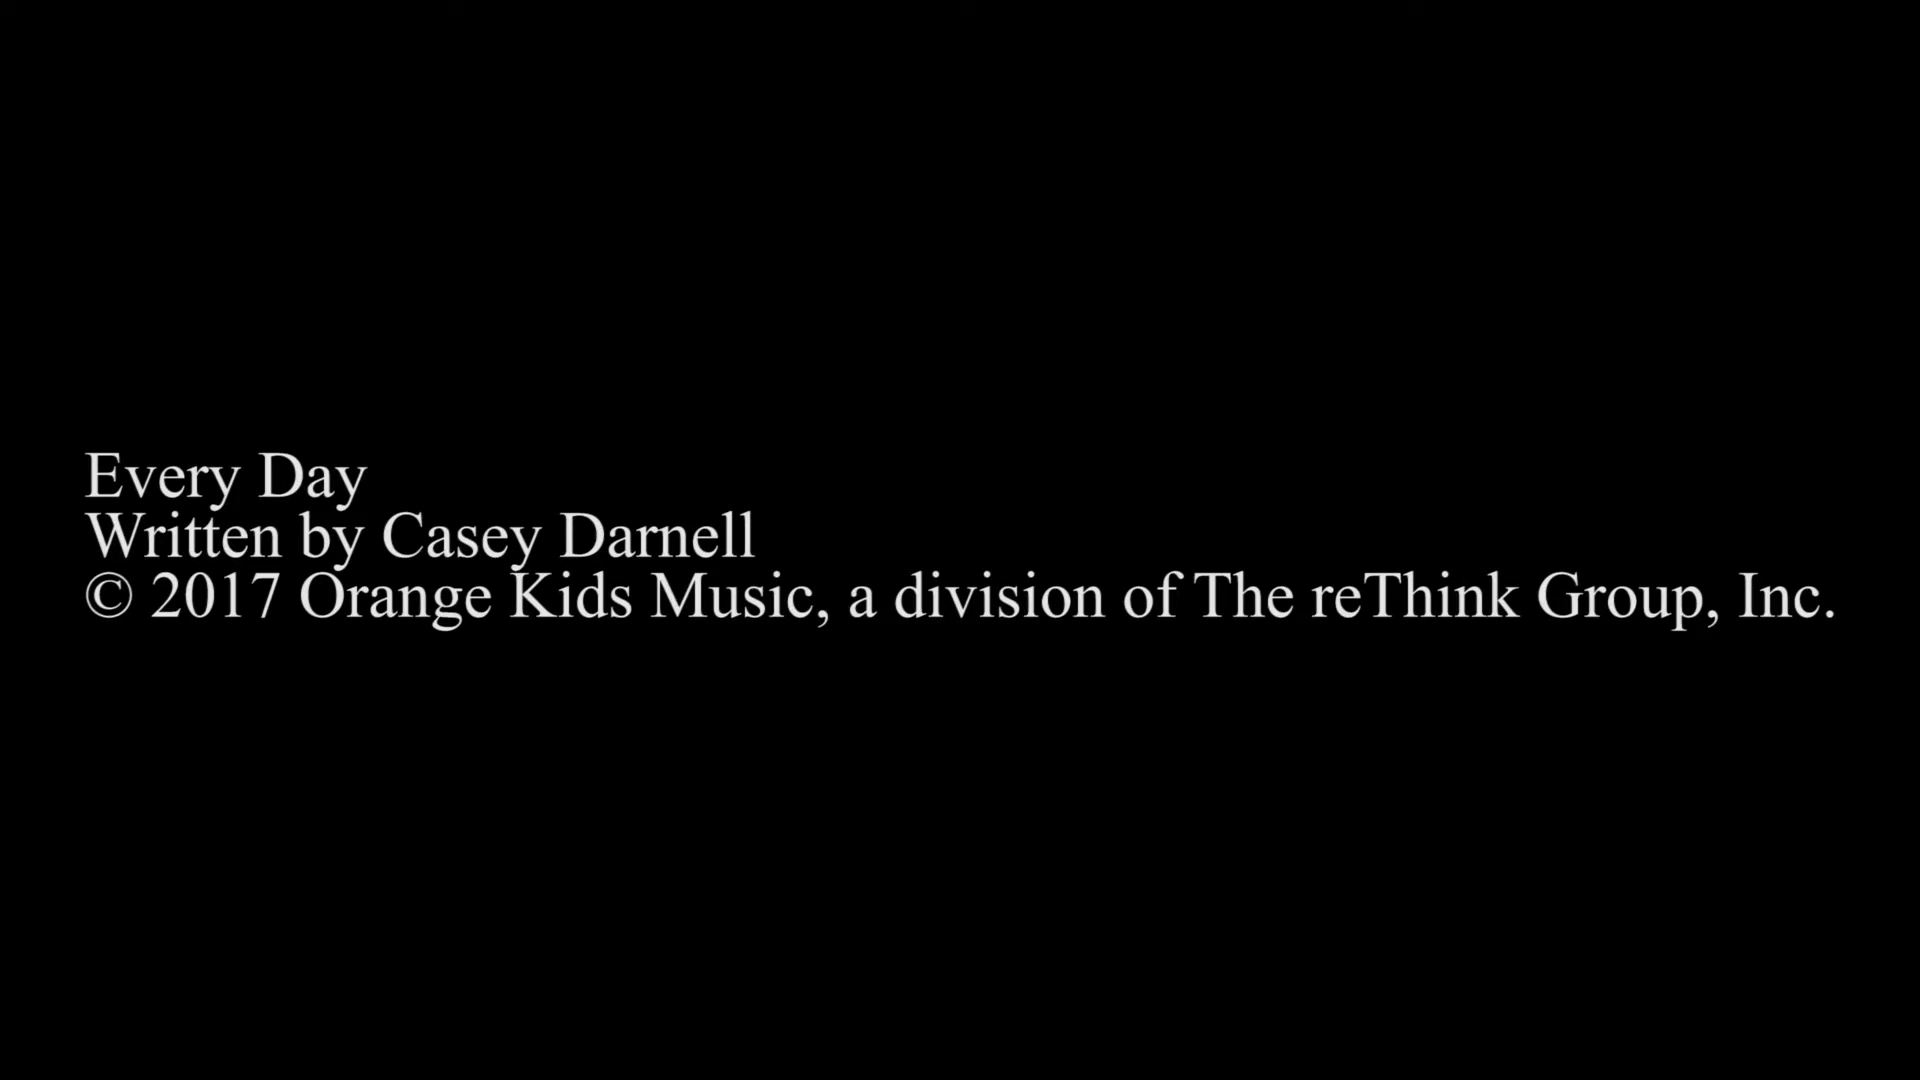 Every Day
Written by Casey Darnell
© 2017 Orange Kids Music, a division of The reThink Group, Inc.